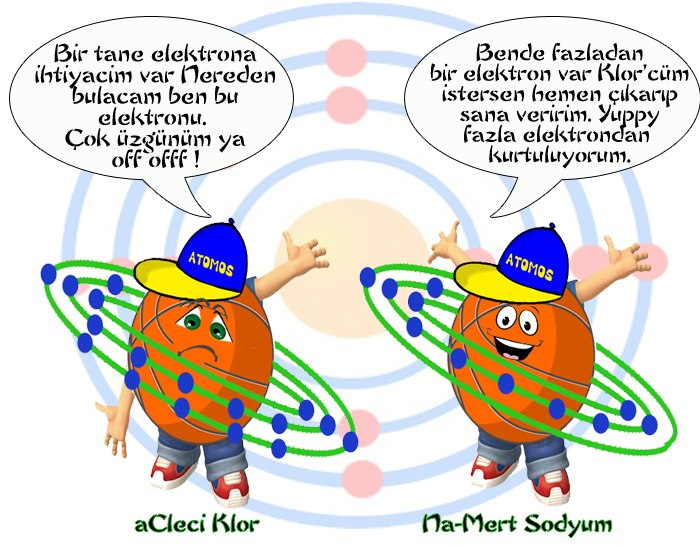 Bir tane elektrona
ihtiyacim var Nereden
bulacam ben bu
elektronu.
Çok üzgünüm ya
off offf !
Bende fazladan
bir elektron var Klor'cüm
istersen hemen çıkarıp
sana veririm. Yuppy
fazla elektrondan
kurtuluyorum.
ATOMOS
ATOMOS
aCleci Klor
Na-Mert Sodyum